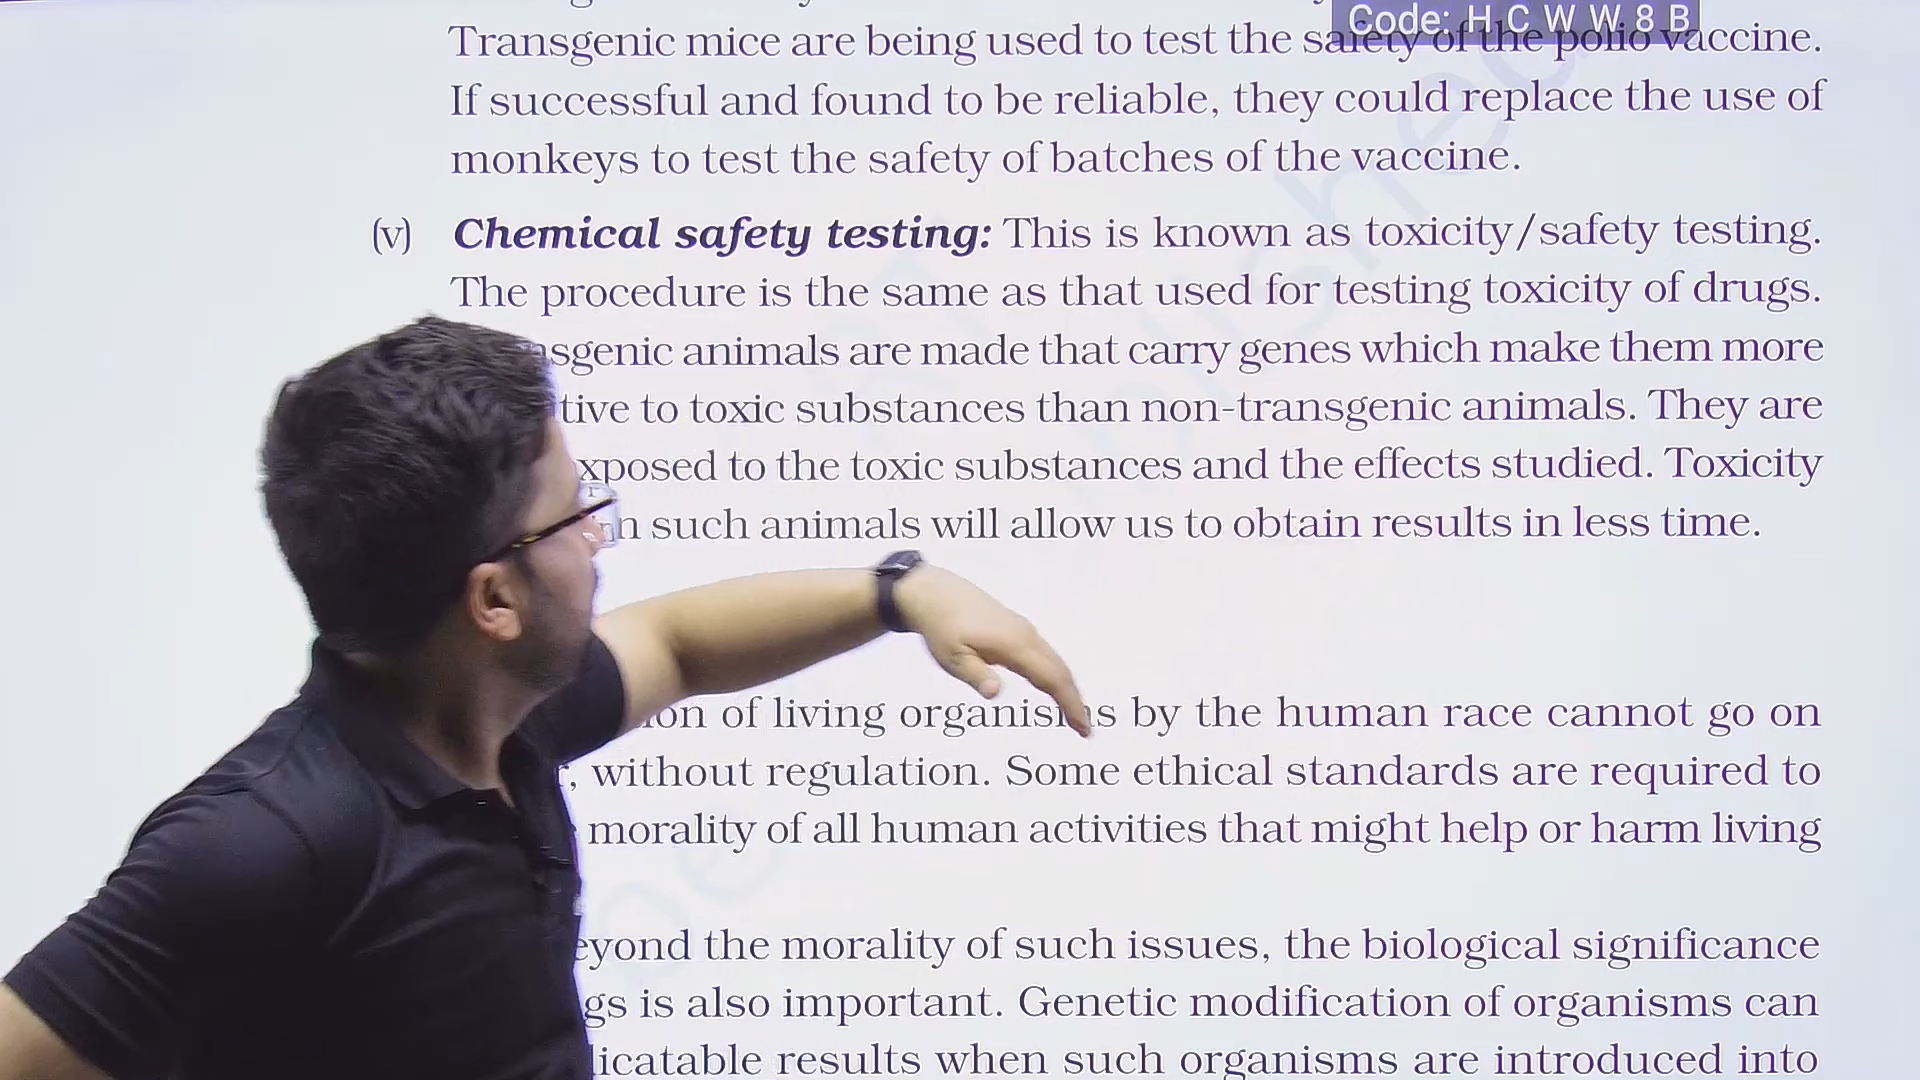 Code: H C W W 8 B
Transgenic mice are being used to test the safety of the polio vaccine.
If successful and found to be reliable, they could replace the use of
monkeys to test the safety of batches of the vaccine.
(v) Chemical safety testing: This is known as toxicity/safety testing.
The procedure is the same as that used for testing toxicity of drugs.
animals are made that carry genes which make them more
to toxic substances than non-transgenic animals. They are
to the toxic substances and the effects studied. Toxicity
such animals will allow us to obtain results in less time.
of living organisms by the human race cannot go on
without regulation. Some ethical standards are required to
morality of all human activities that might help or harm living
the morality of such issues, the biological significance
is also important. Genetic modification of organisms can
results when such organisms are introduced into